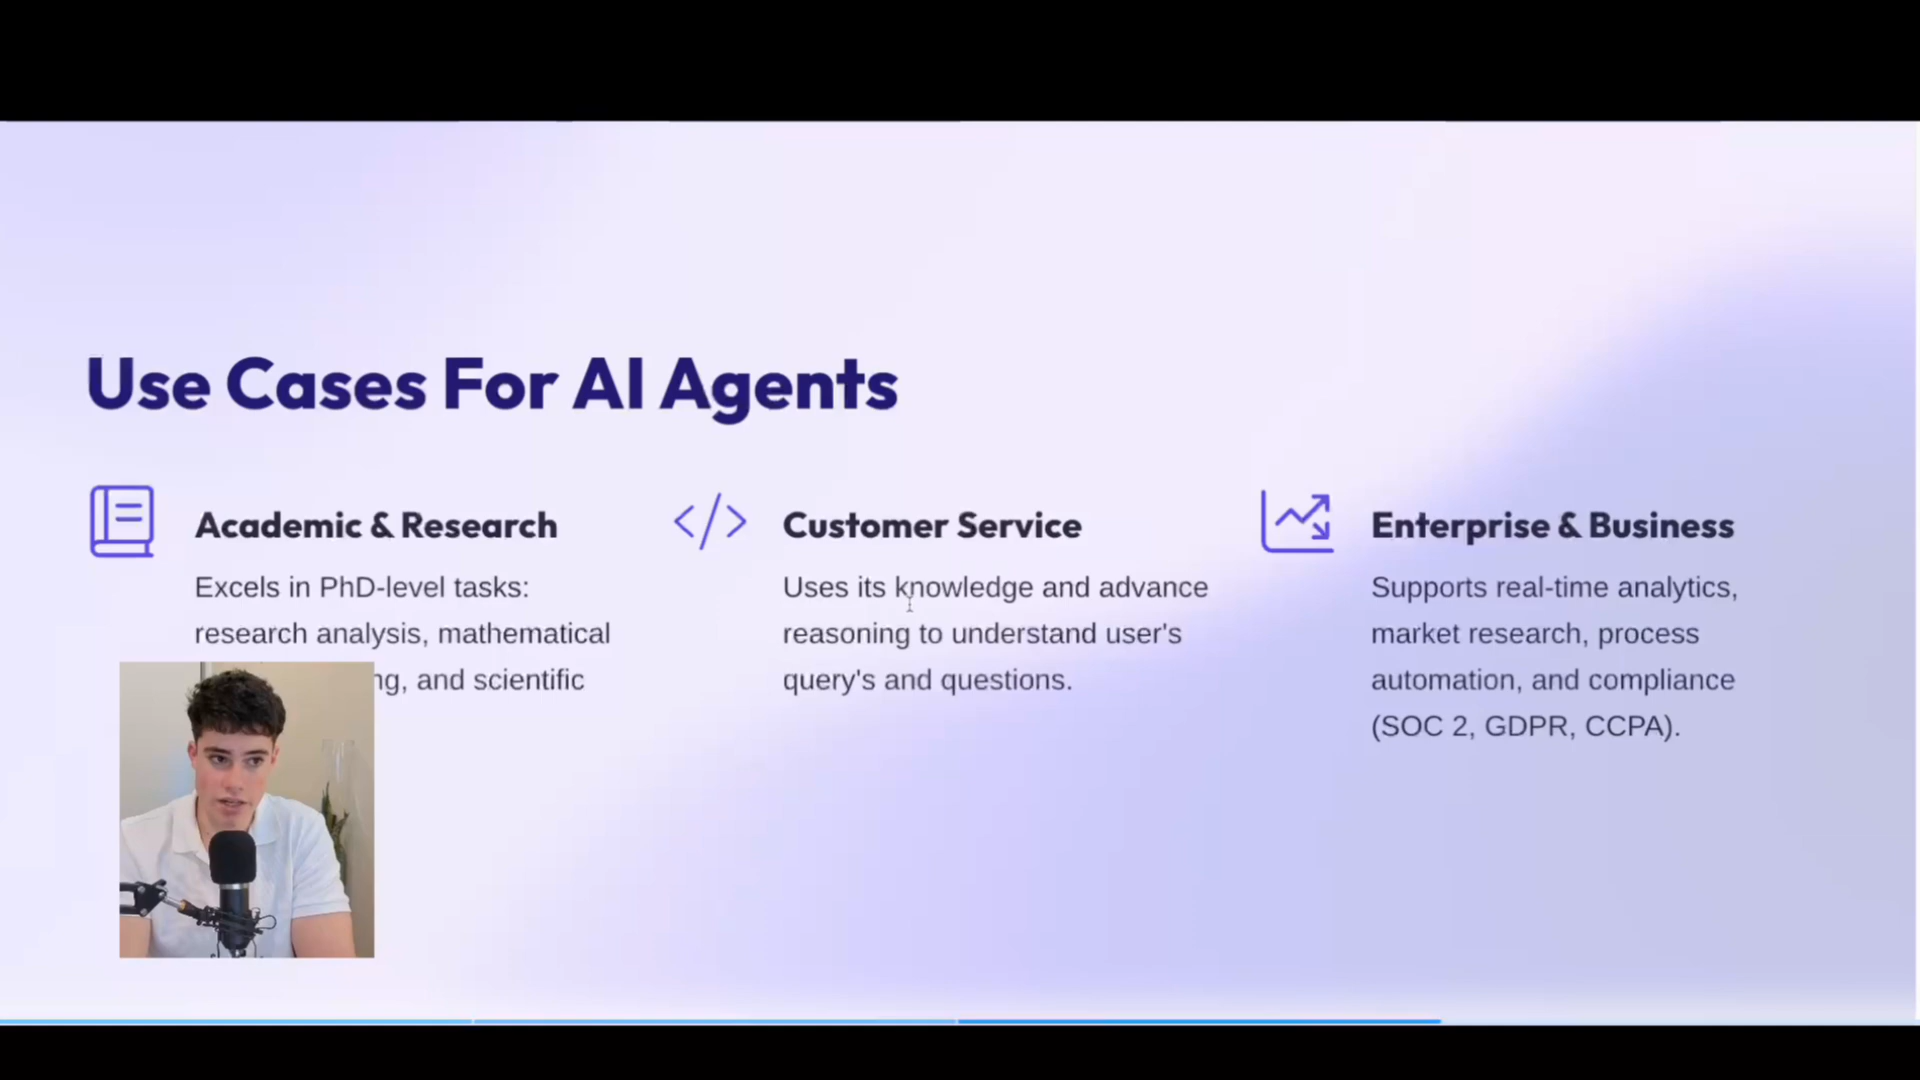 Use Cases For AI Agents
Academic & Research
Excels in PhD-level tasks:
research analysis, mathematical
and scientific
Customer Service
Uses its knowledge and advance
reasoning to understand user's
query's and questions.
Enterprise & Business
Supports real-time analytics,
market research, process
automation, and compliance
(SOC 2, GDPR, CCPA).